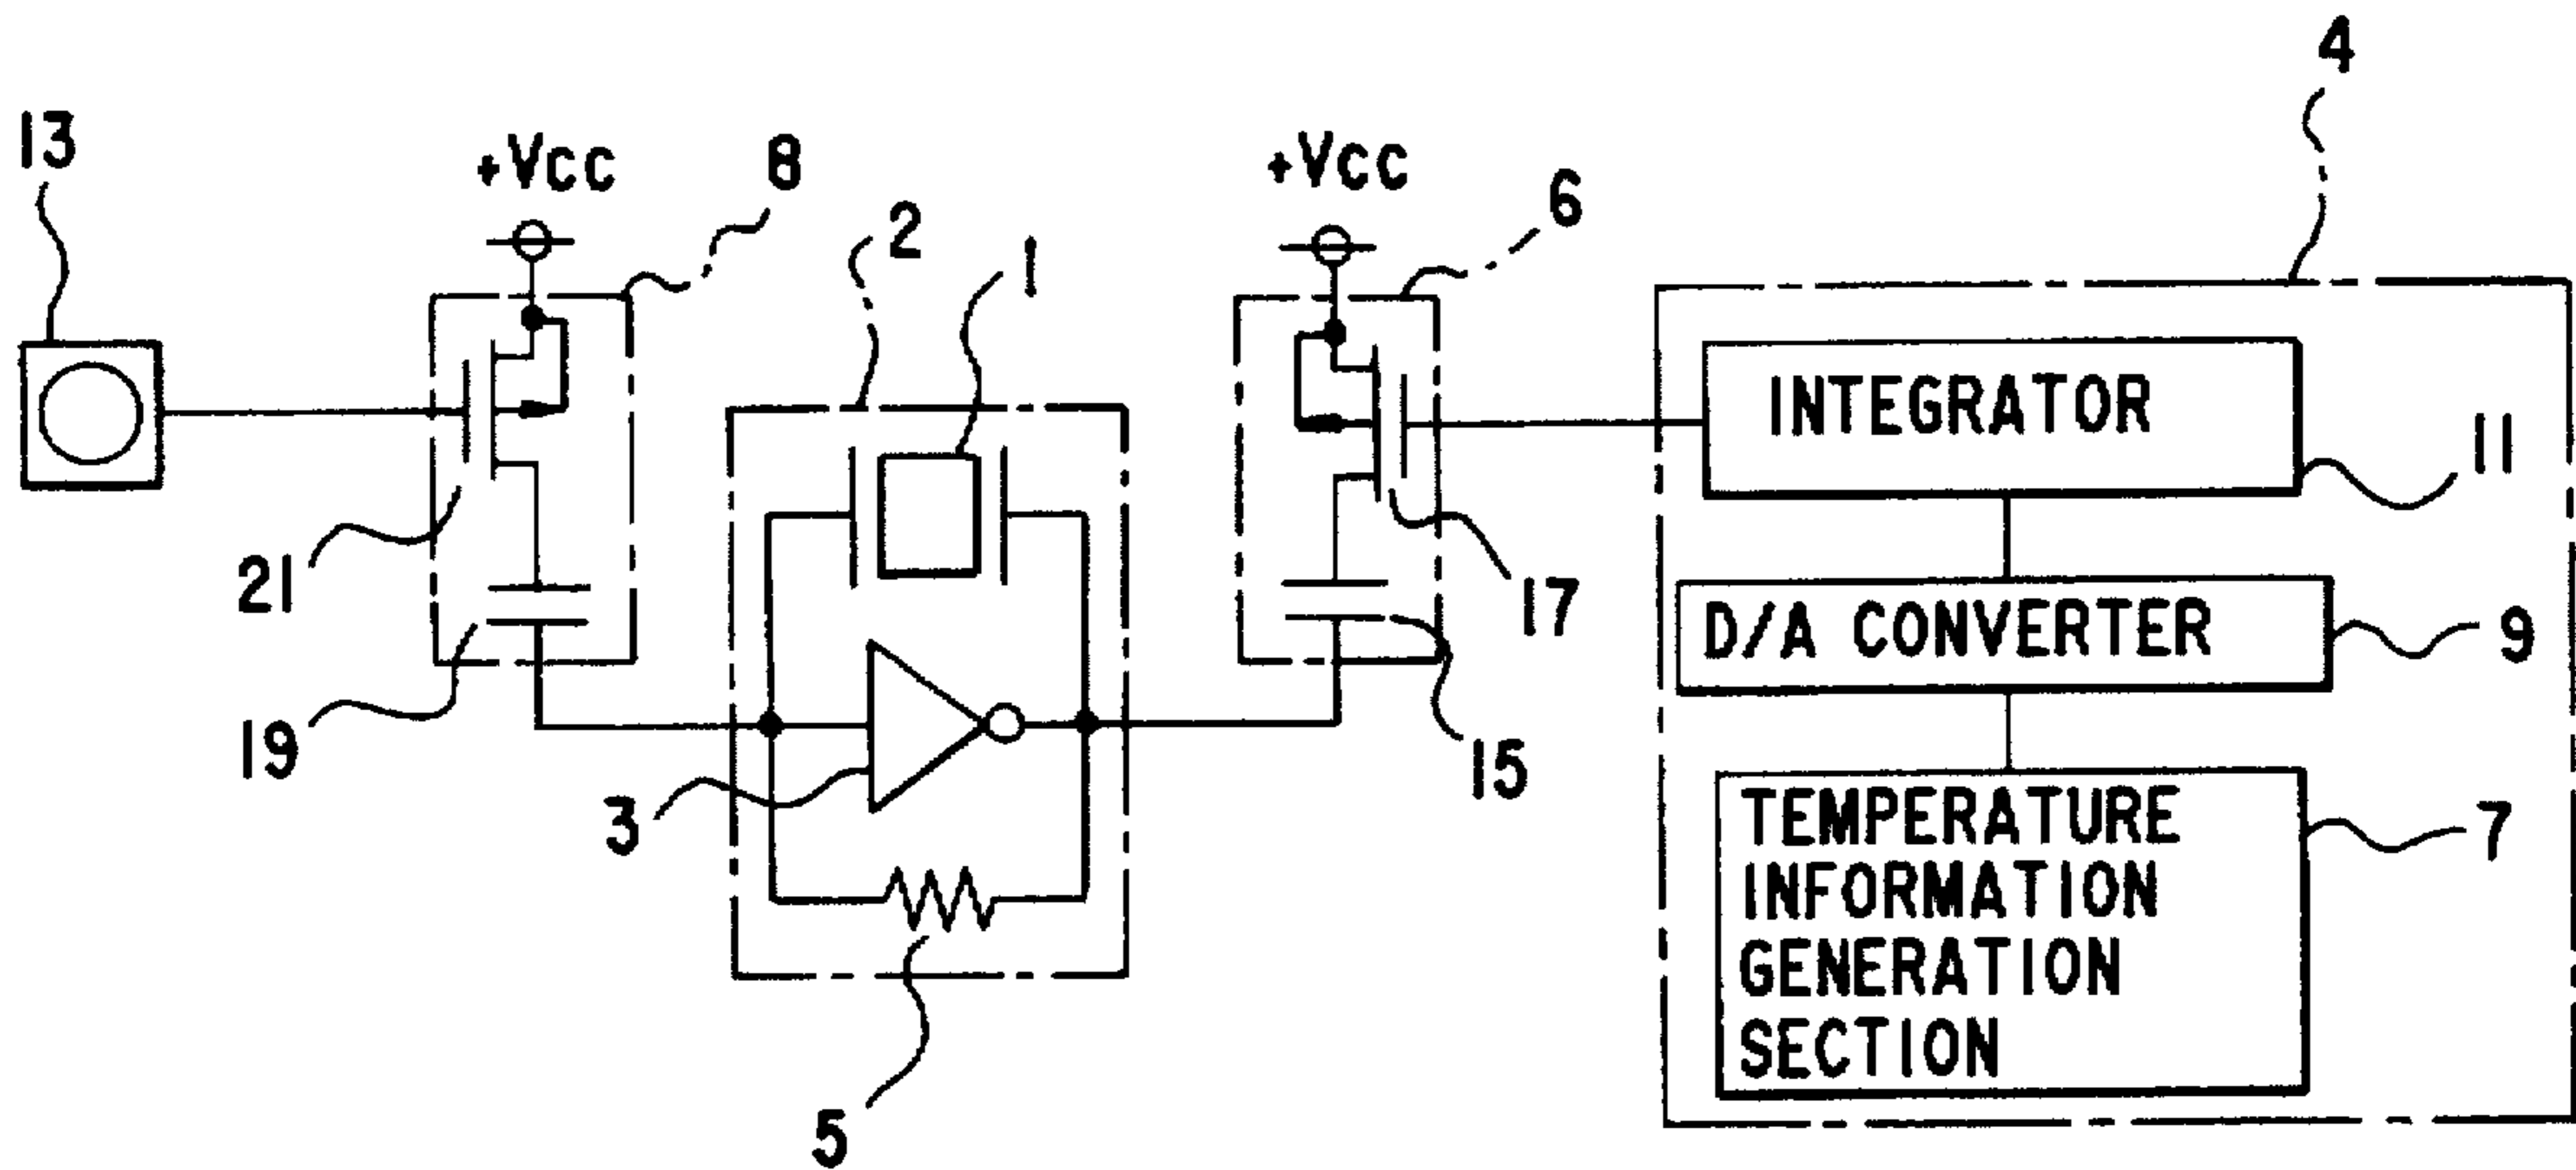 4
13
+VCC
8
+VCC
6
2
1
INTEGRATOR
11
21
17
D/A CONVERTER
9
19
15
3
TEMPERATURE
INFORMATION
GENERATION
SECTION
7
5